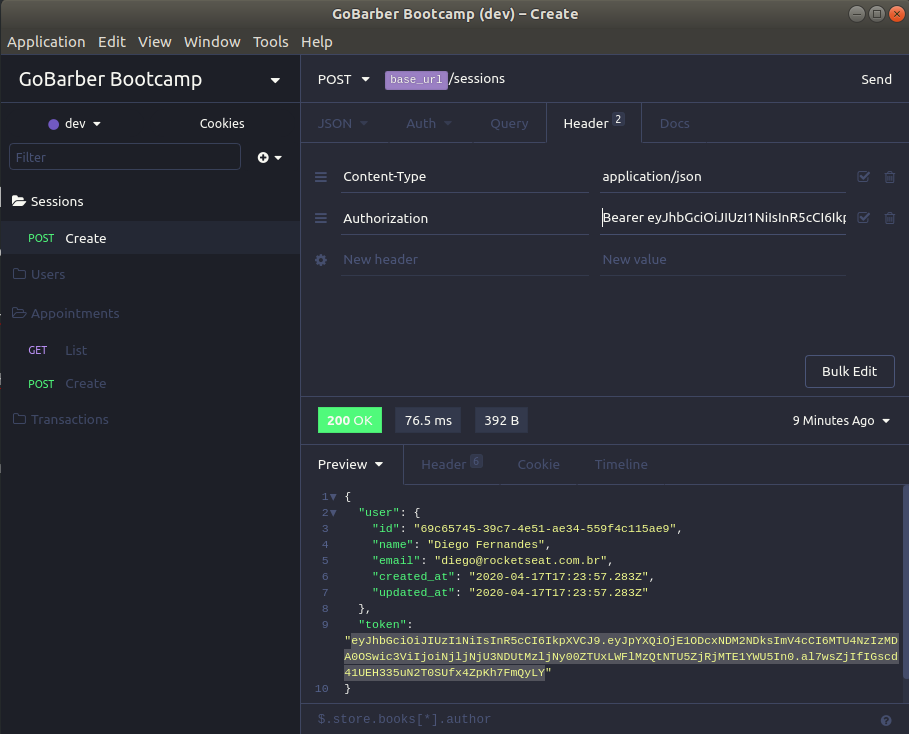 GoBarber Bootcamp (dev) – Create
Application Edit View Window Tools Help
GoBarber Bootcamp
dev
Cookies
Filter
Sessions
POST Create
Users
Appointments
GET List
POST Create
Transactions
POST base_url/sessions Send
JSON Auth Query Header 2 Docs
Content-Type application/json
Authorization Bearer eyJhbGciOiJIUzI1NiIsInR5cCI6Ikp
New header New value
Bulk Edit
200 OK 76.5 ms 392 B 9 Minutes Ago
Preview Header 6 Cookie Timeline
1 {
2 "user": {
3 "id": "69c65745-39c7-4e51-ae34-559f4c115ae9",
4 "name": "Diego Fernandes",
5 "email": "diego@rocketseat.com.br",
6 "created_at": "2020-04-17T17:23:57.283Z",
7 "updated_at": "2020-04-17T17:23:57.283Z"
8 },
9 "token":
"eyJhbGciOiJIUzI1NiIsInR5cCI6IkpXVCJ9.eyJpYXQiOjE1ODcxNDM2NDksImV4cCI6MTU4NzIzMD
A0OSwic3ViIjoiNjljNjU3NDUtMzljNy00ZTUxLWFlMzQtNTU5ZjRjMTE1YWU5In0.al7wsZjIfIGscd
41UEH335uN2T0SUfx4ZpKh7FmQyLY"
10 }
$.store.books[*].author